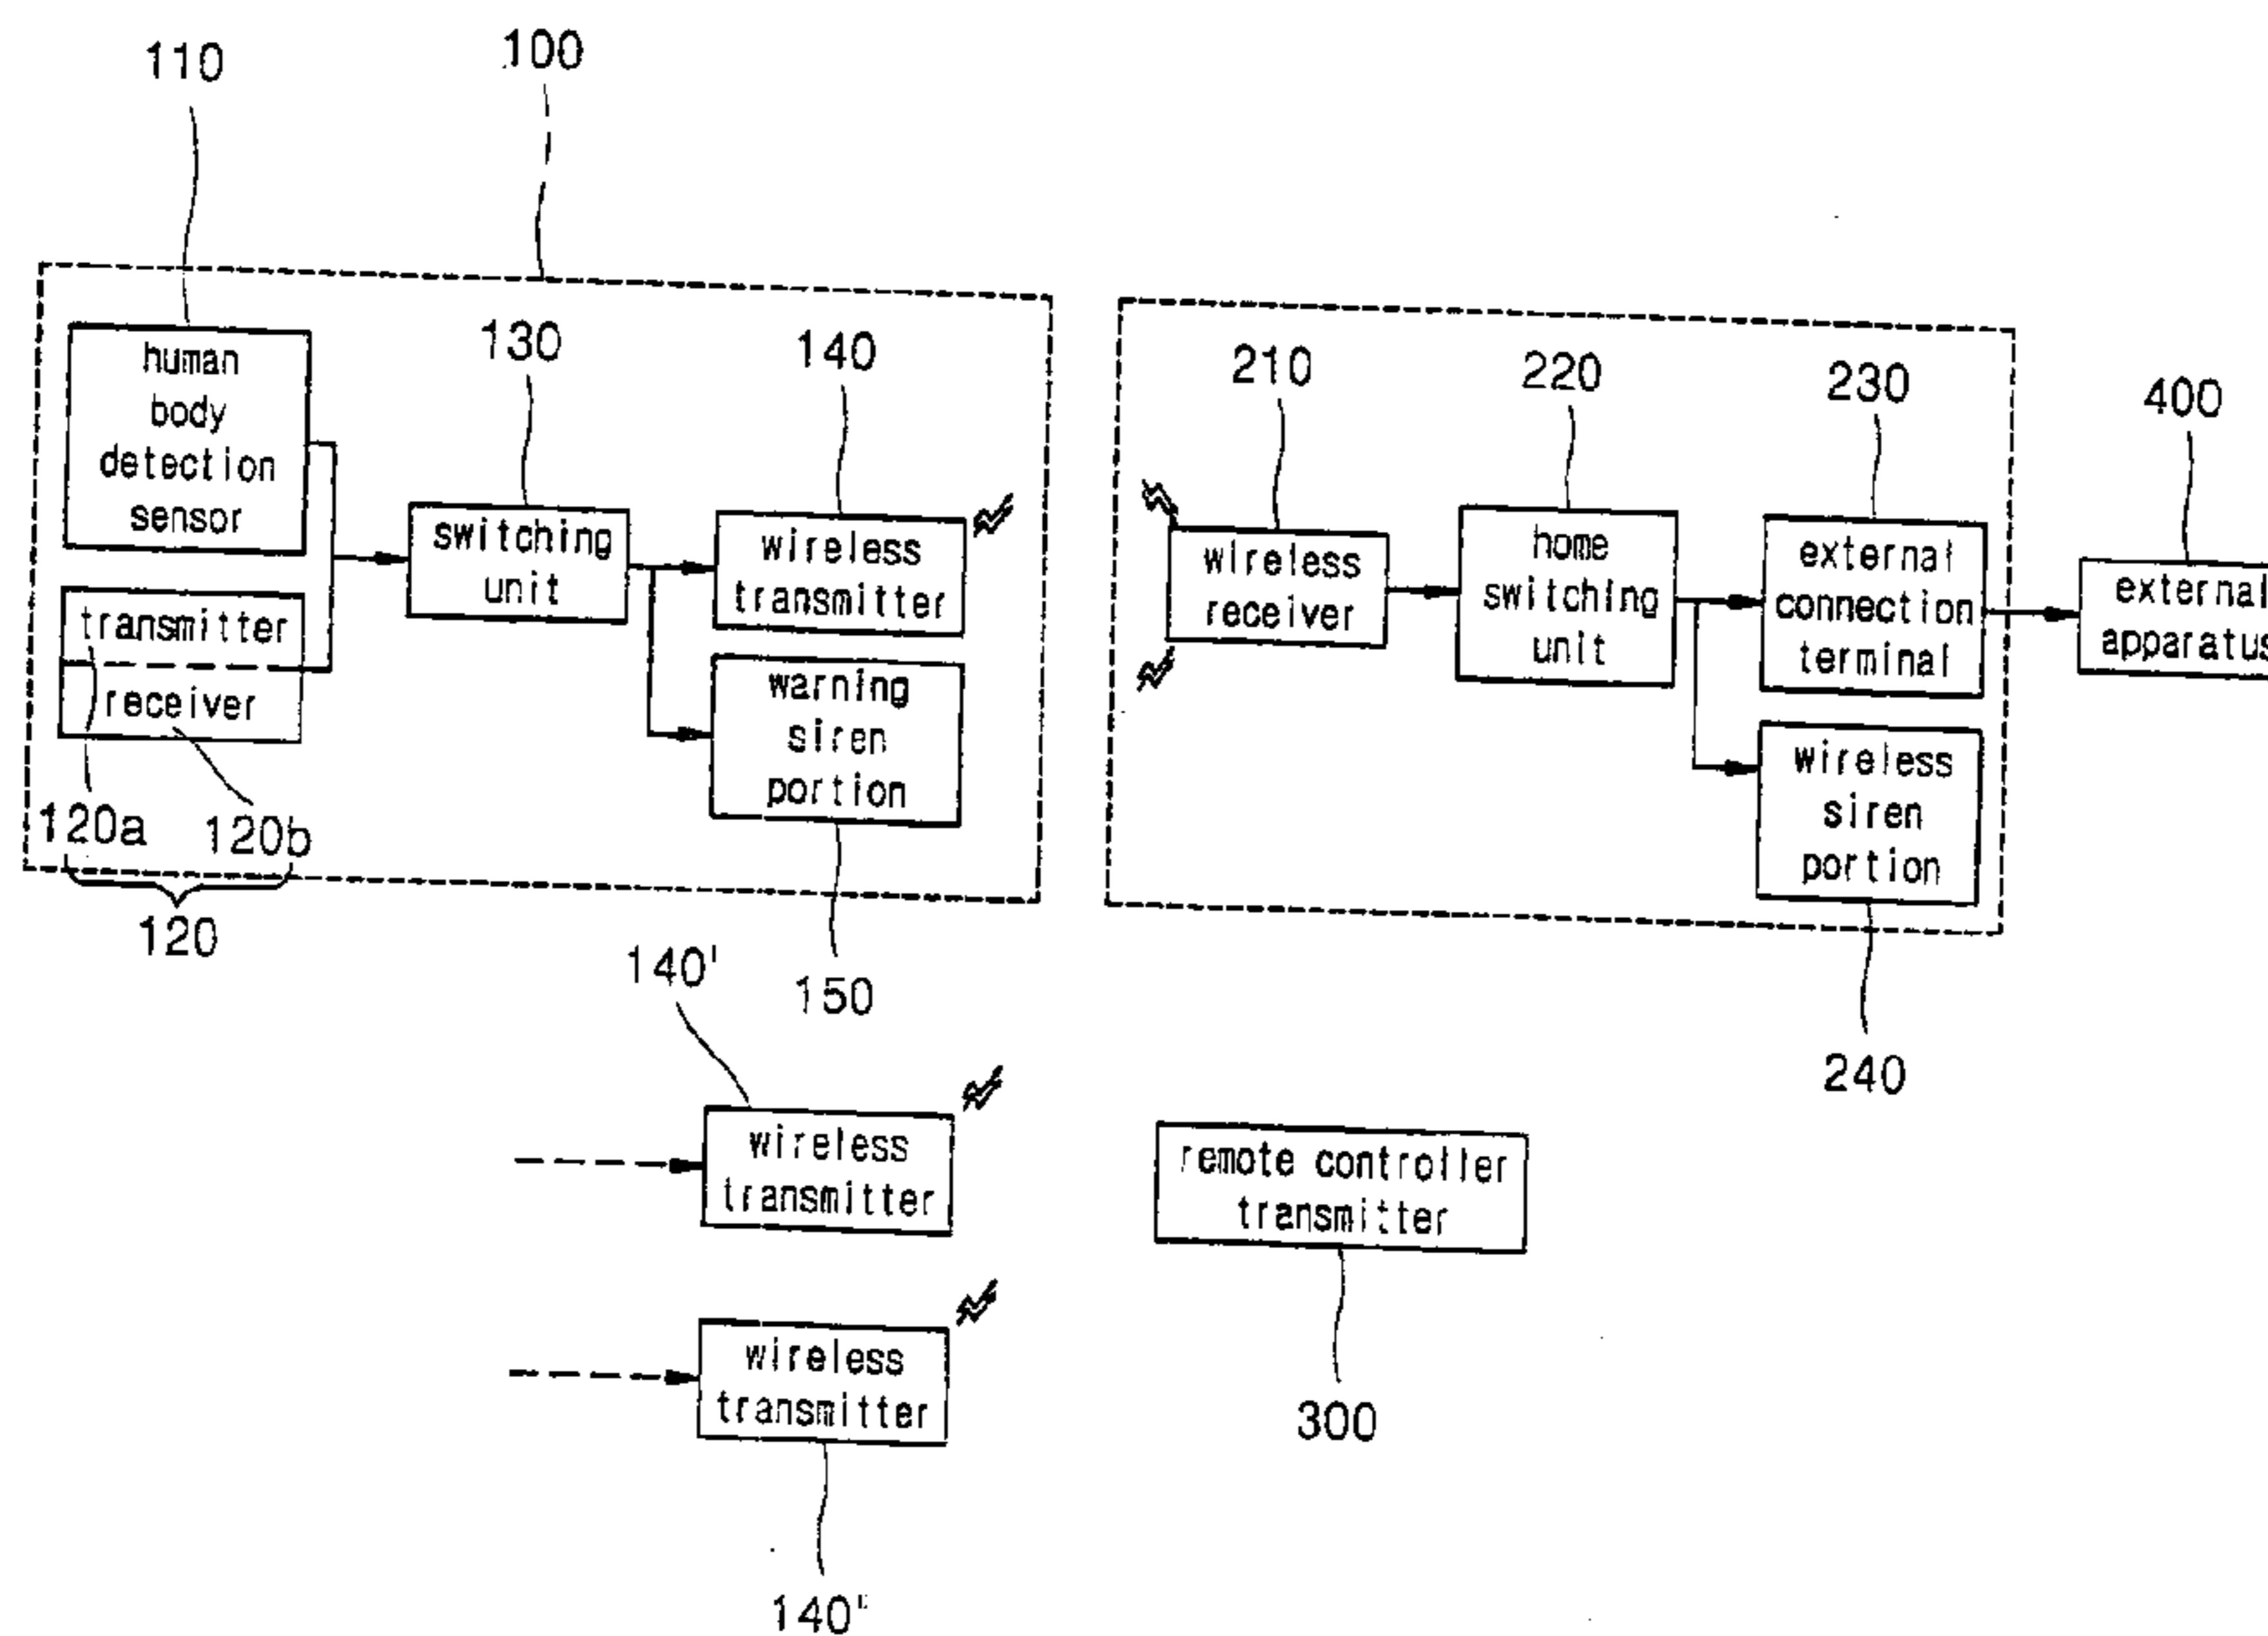 110
100
human
body
detection
sensor
transmitter
receiver
120a
120b
120
130
switching
unit
140
wireless
transmitter
warning
siren
portion
150
210
wireless
receiver
220
home
switching
unit
230
external
connection
terminal
wireless
siren
portion
240
400
external
apparatus
140'
wireless
transmitter
wireless
transmitter
140"
remote controller
transmitter
300